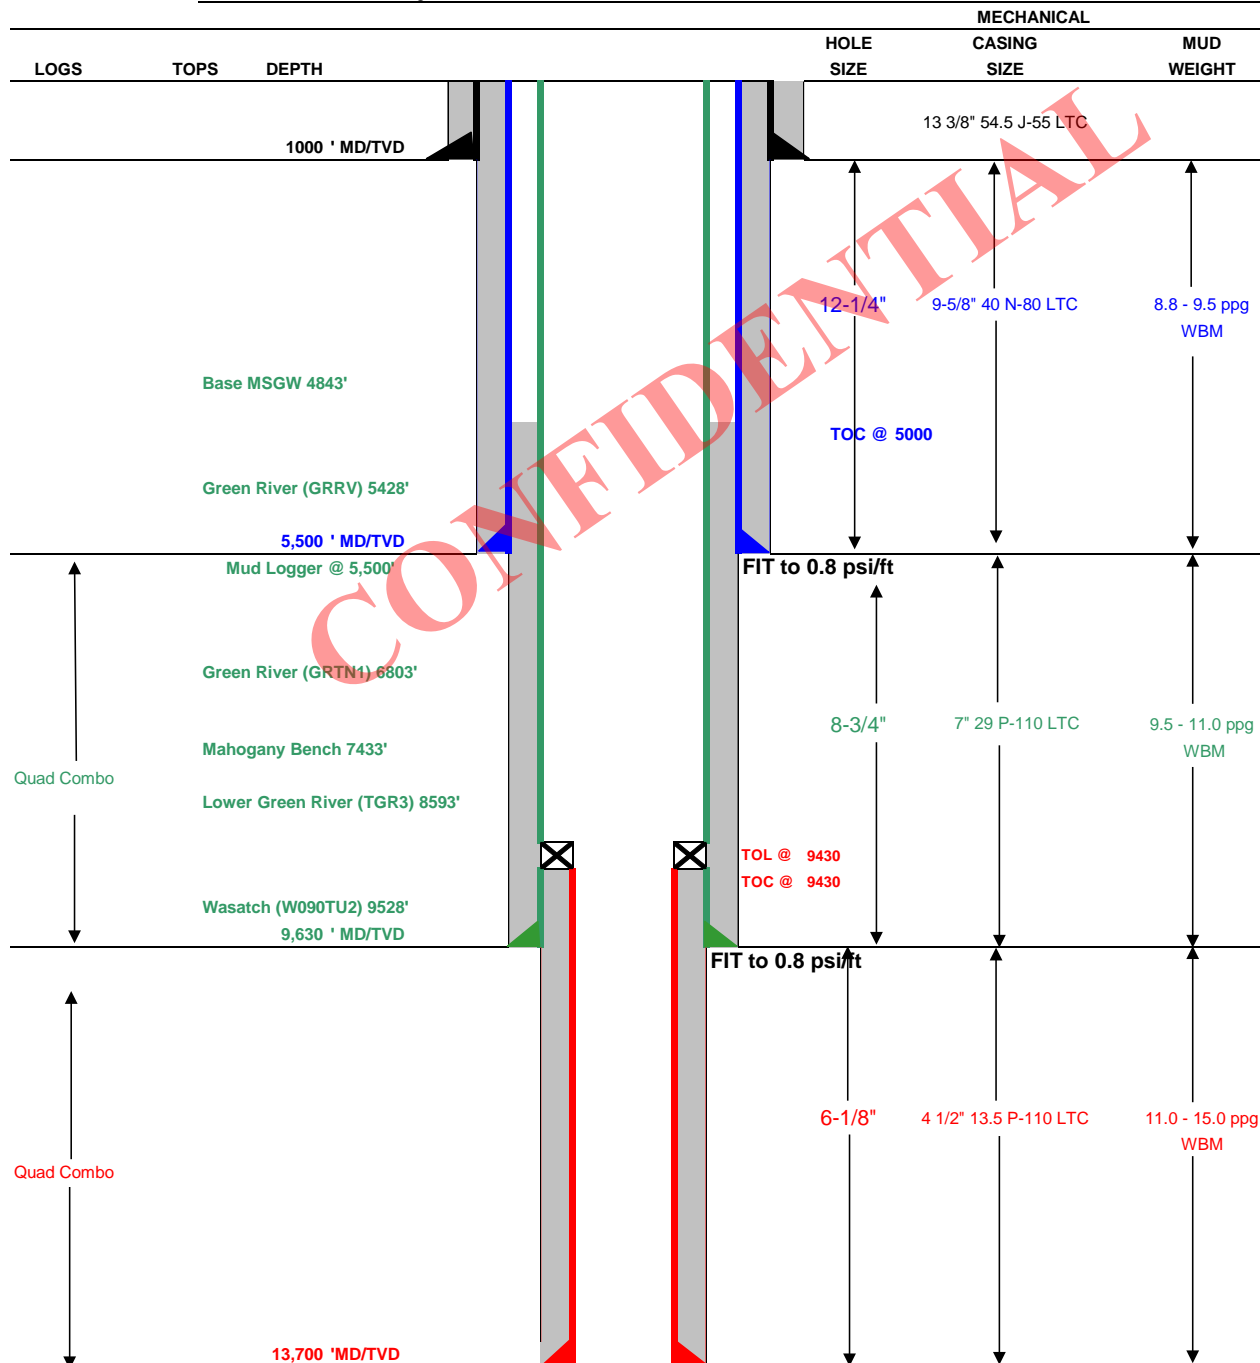 MECHANICAL
HOLE CASING MUD
LOGS TOPS DEPTH SIZE SIZE WEIGHT
13 3/8" 54.5 J-55 LTC
1000 ' MD/TVD
12-1/4" 9-5/8" 40 N-80 LTC 8.8 - 9.5 ppg
WBM
Base MSGW 4843'
TOC @ 5000
Green River (GRRV) 5428'
5,500 ' MD/TVD
Mud Logger @ 5,500' FIT to 0.8 psi/ft
Green River (GRTN1) 6803'
8-3/4" 7" 29 P-110 LTC 9.5 - 11.0 ppg
Mahogany Bench 7433' WBM
Quad Combo
Lower Green River (TGR3) 8593'
TOL @ 9430
TOC @ 9430
Wasatch (W090TU2) 9528'
9,630 ' MD/TVD
FIT to 0.8 psi/ft
6-1/8" 4 1/2" 13.5 P-110 LTC 11.0 - 15.0 ppg
WBM
Quad Combo
13,700 'MD/TVD
CONFIDENTIAL